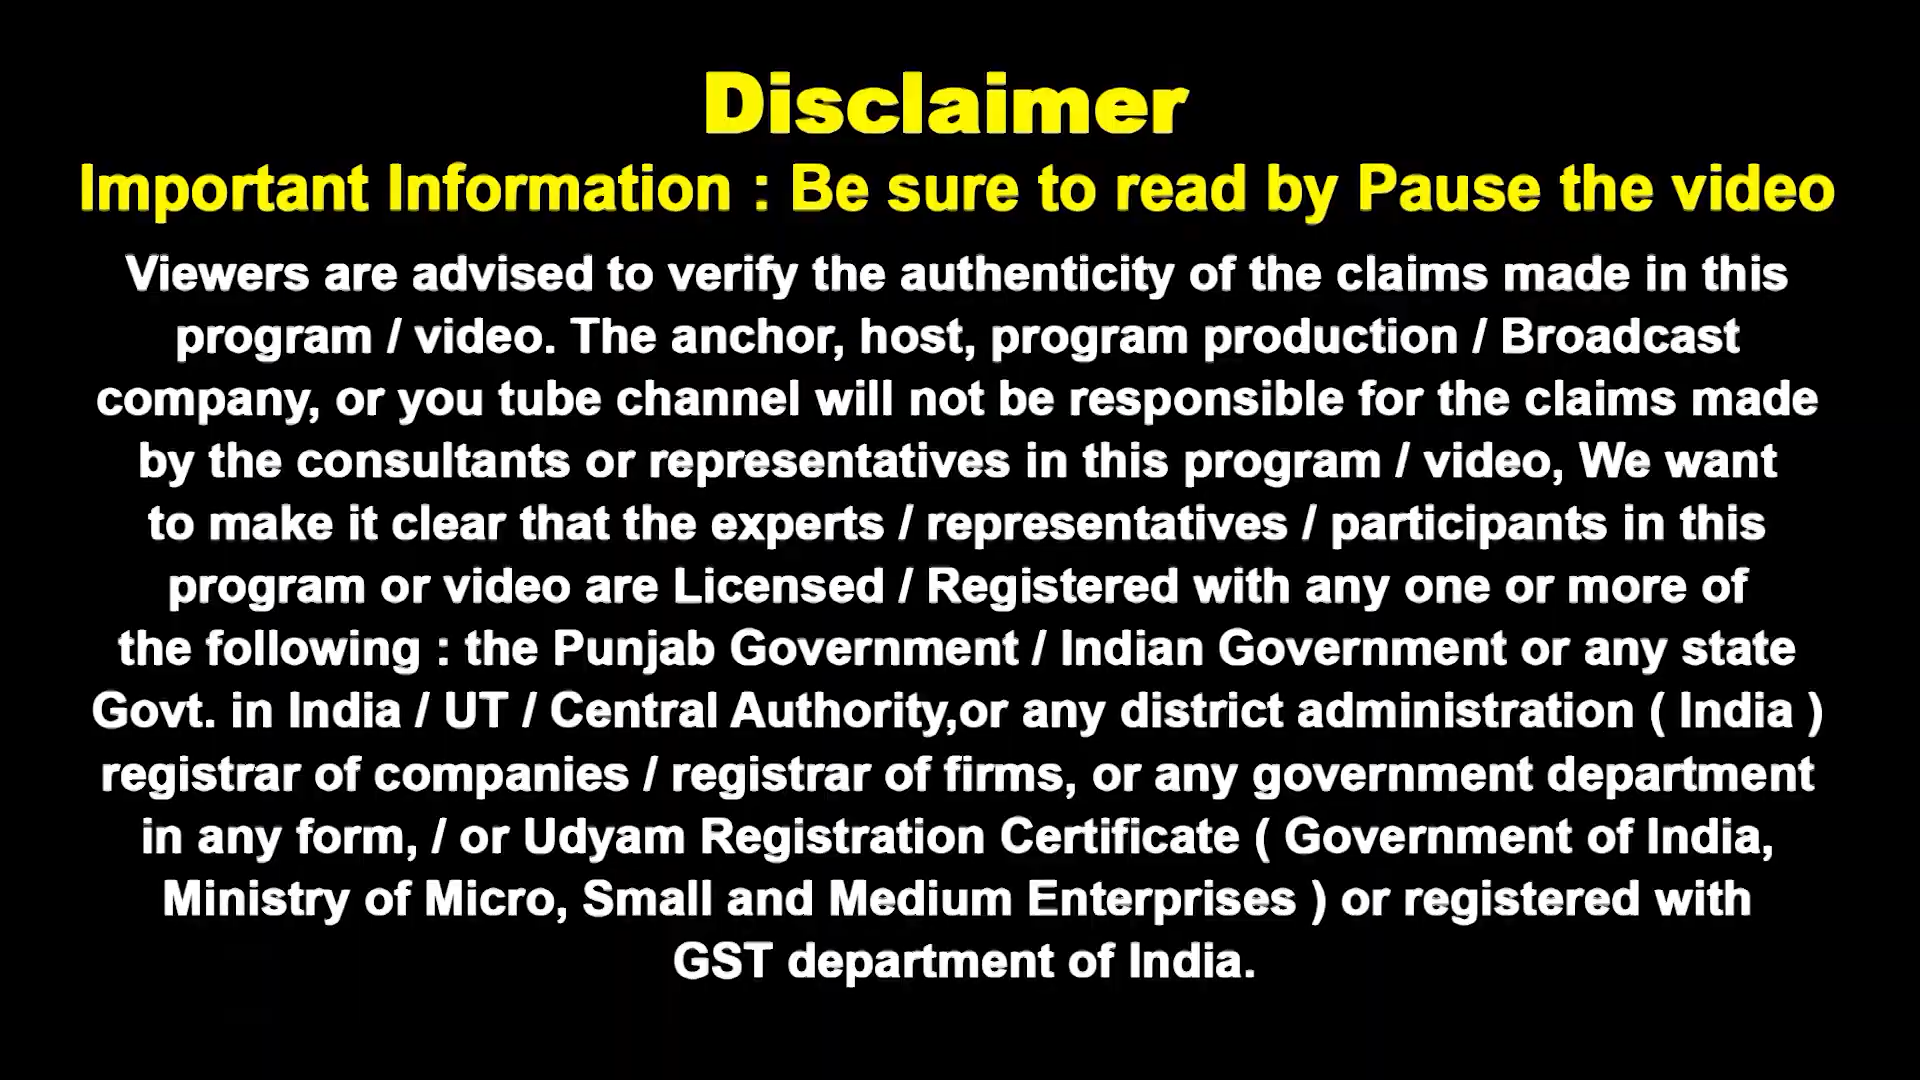 Disclaimer
Important Information : Be sure to read by Pause the video
Viewers are advised to verify the authenticity of the claims made in this
program / video. The anchor, host, program production / Broadcast
company, or you tube channel will not be responsible for the claims made
by the consultants or representatives in this program / video, We want
to make it clear that the experts / representatives / participants in this
program or video are Licensed / Registered with any one or more of
the following : the Punjab Government / Indian Government or any state
Govt. in India / UT / Central Authority,or any district administration ( India )
registrar of companies / registrar of firms, or any government department
in any form, / or Udyam Registration Certificate ( Government of India,
Ministry of Micro, Small and Medium Enterprises ) or registered with
GST department of India.